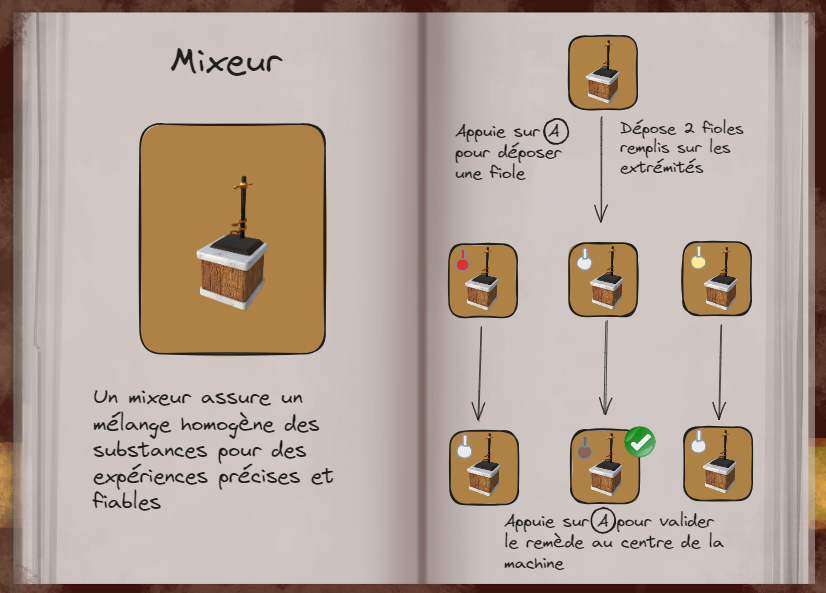 Mixeur
Un mixeur assure un
mélange homogène des
substances pour des
expériences précises et
fiables
Appuie sur A
pour déposer
une fiole
Dépose 2 fioles
remplis sur les
extrémités
Appuie sur A pour valider
le remède au centre de la
machine